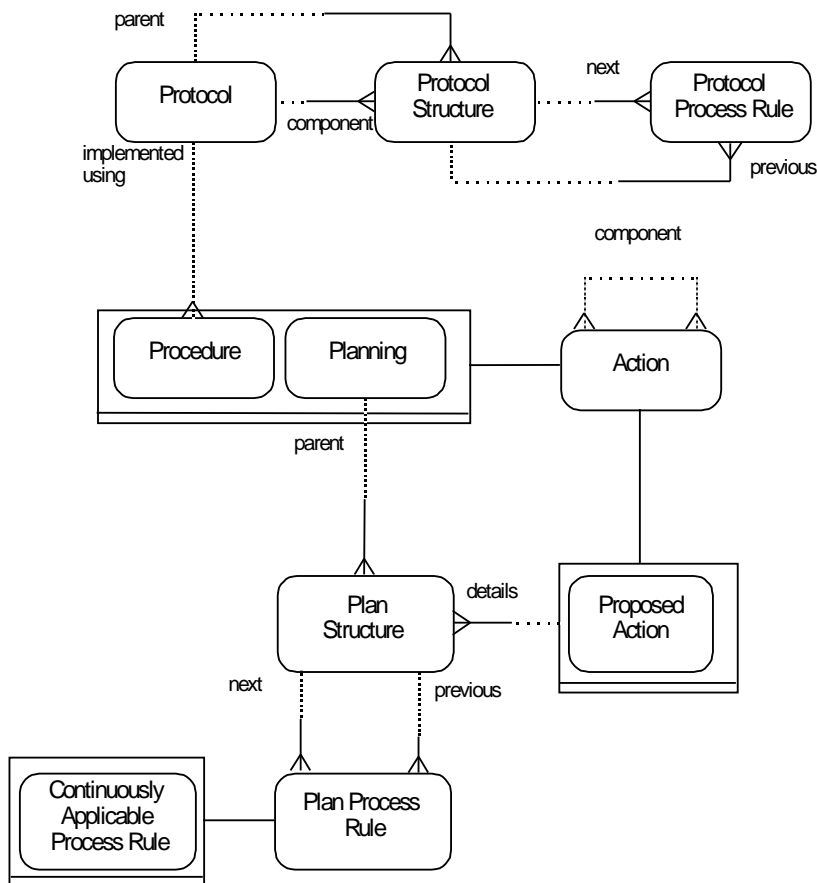 parent
Protocol
Protocol
Structure
next
Protocol
Process Rule
component
implemented
using
previous
component
Procedure
Planning
Action
parent
Plan
Structure
details
Proposed
Action
next
previous
Continuously
Applicable
Process Rule
Plan Process
Rule